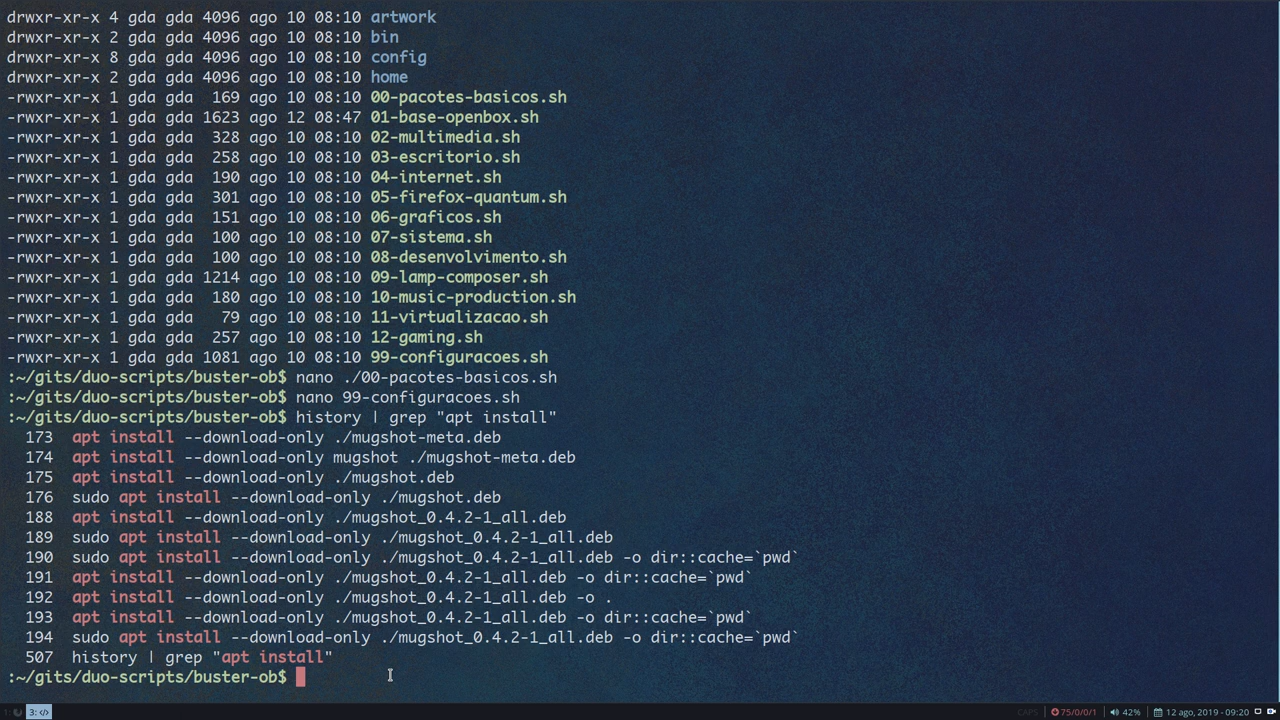 drwxr-xr-x 4 gda gda 4096 ago 10 08:10 artwork
drwxr-xr-x 2 gda gda 4096 ago 10 08:10 bin
drwxr-xr-x 8 gda gda 4096 ago 10 08:10 config
drwxr-xr-x 2 gda gda 4096 ago 10 08:10 home
-rwxr-xr-x 1 gda gda  169 ago 10 08:10 00-pacotes-basicos.sh
-rwxr-xr-x 1 gda gda 1623 ago 12 08:47 01-base-openbox.sh
-rwxr-xr-x 1 gda gda  328 ago 10 08:10 02-multimedia.sh
-rwxr-xr-x 1 gda gda  258 ago 10 08:10 03-escritorio.sh
-rwxr-xr-x 1 gda gda  190 ago 10 08:10 04-internet.sh
-rwxr-xr-x 1 gda gda  301 ago 10 08:10 05-firefox-quantum.sh
-rwxr-xr-x 1 gda gda  151 ago 10 08:10 06-graficos.sh
-rwxr-xr-x 1 gda gda  100 ago 10 08:10 07-sistema.sh
-rwxr-xr-x 1 gda gda  100 ago 10 08:10 08-desenvolvimento.sh
-rwxr-xr-x 1 gda gda 1214 ago 10 08:10 09-lamp-composer.sh
-rwxr-xr-x 1 gda gda  180 ago 10 08:10 10-music-production.sh
-rwxr-xr-x 1 gda gda   79 ago 10 08:10 11-virtualizacao.sh
-rwxr-xr-x 1 gda gda  257 ago 10 08:10 12-gaming.sh
-rwxr-xr-x 1 gda gda 1081 ago 10 08:10 99-configuracoes.sh
:~/gits/duo-scripts/buster-ob$ nano ./00-pacotes-basicos.sh
:~/gits/duo-scripts/buster-ob$ nano 99-configuracoes.sh
:~/gits/duo-scripts/buster-ob$ history | grep "apt install"
  173  apt install --download-only ./mugshot-meta.deb
  174  apt install --download-only mugshot ./mugshot-meta.deb
  175  apt install --download-only ./mugshot.deb
  176  sudo apt install --download-only ./mugshot.deb
  188  apt install --download-only ./mugshot_0.4.2-1_all.deb
  189  sudo apt install --download-only ./mugshot_0.4.2-1_all.deb
  190  sudo apt install --download-only ./mugshot_0.4.2-1_all.deb -o dir::cache=`pwd`
  191  apt install --download-only ./mugshot_0.4.2-1_all.deb -o dir::cache=`pwd`
  192  apt install --download-only ./mugshot_0.4.2-1_all.deb -o .
  193  apt install --download-only ./mugshot_0.4.2-1_all.deb -o dir::cache=`pwd`
  194  sudo apt install --download-only ./mugshot_0.4.2-1_all.deb -o dir::cache=`pwd`
  507  history | grep "apt install"
:~/gits/duo-scripts/buster-ob$
1: 3: </> CAPS 75/0/0/1 42% 12 ago, 2019 - 09:20